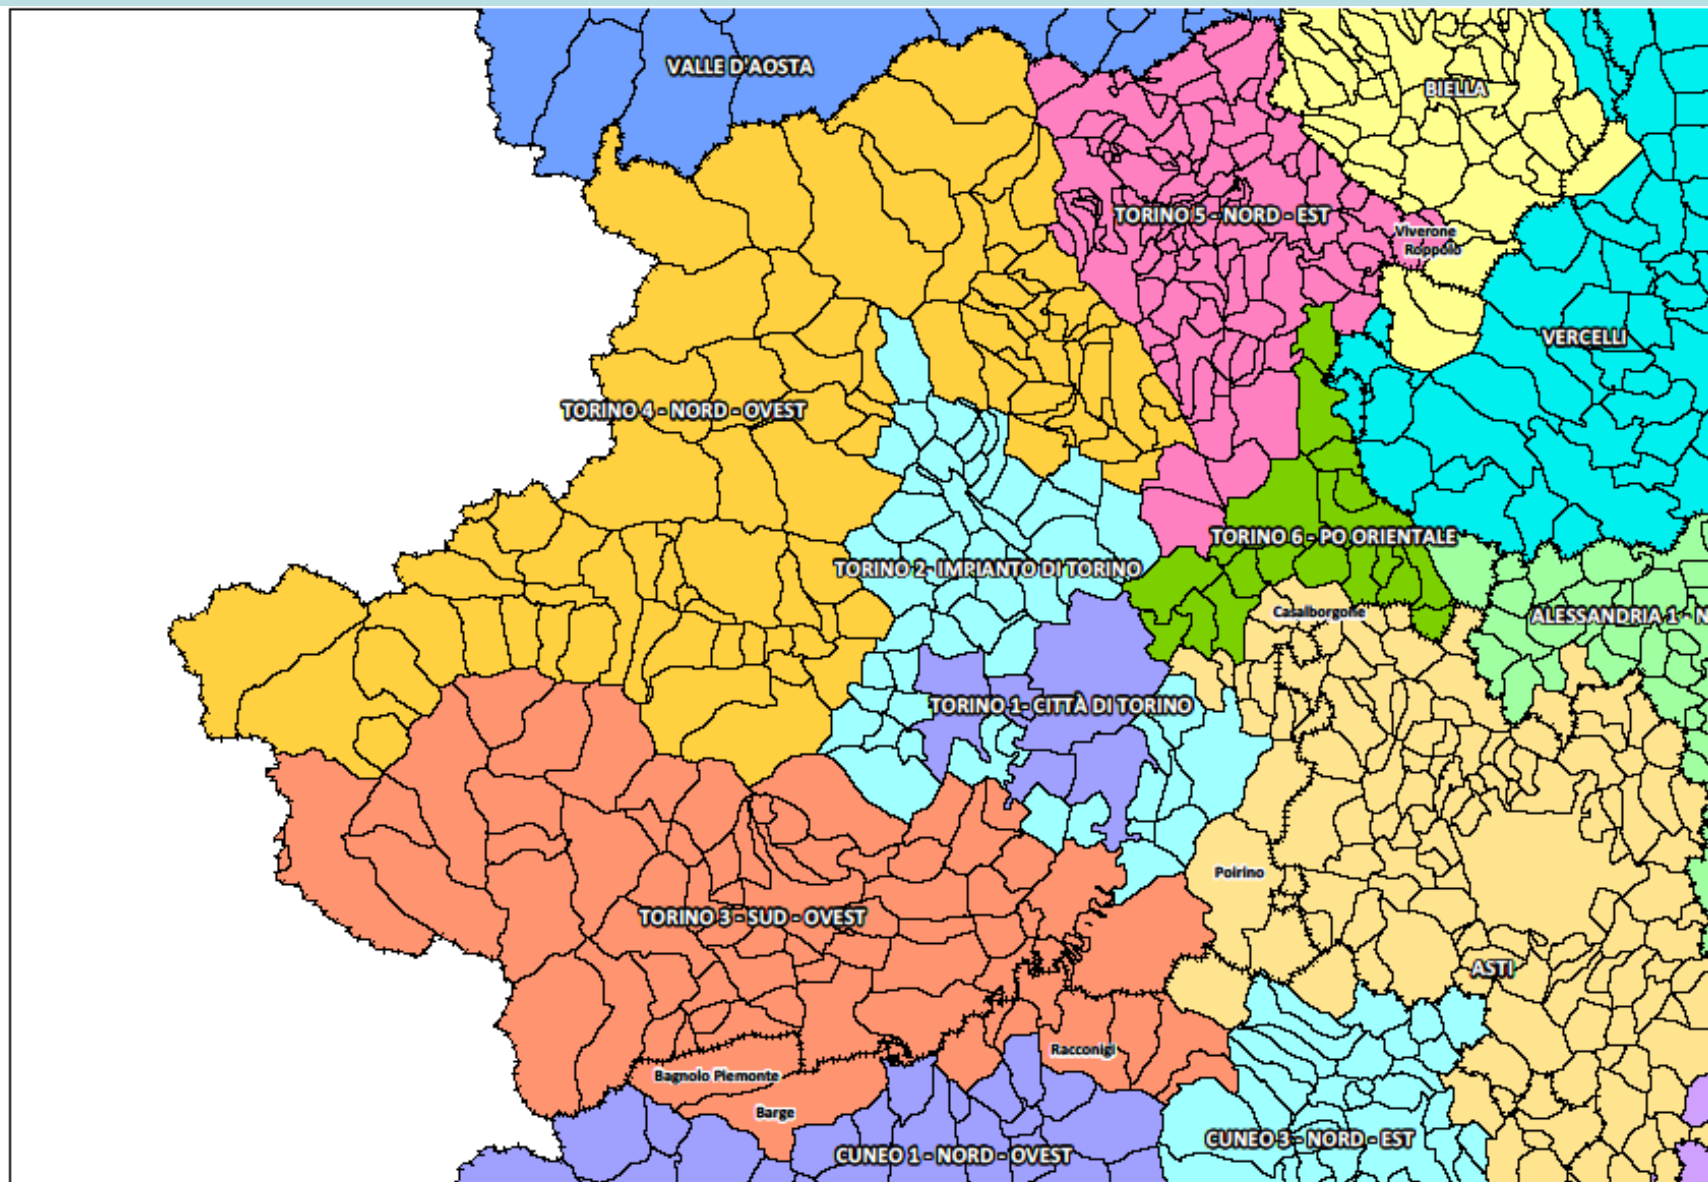 VALLE D'AOSTA
BIELLA
TORINO 5 - NORD - EST
Viverone
Roppolo
VERCELLI
TORINO 4 - NORD - OVEST
TORINO 6 - PO ORIENTALE
TORINO 2- IMPIANTO DI TORINO
Casalborgone
ALESSANDRIA 1 - N
TORINO 1- CITTÀ DI TORINO
Poirino
TORINO 3 - SUD - OVEST
ASTI
Racconigi
Bagnolo Piemonte
Barge
CUNEO 3 - NORD - EST
CUNEO 1 - NORD - OVEST